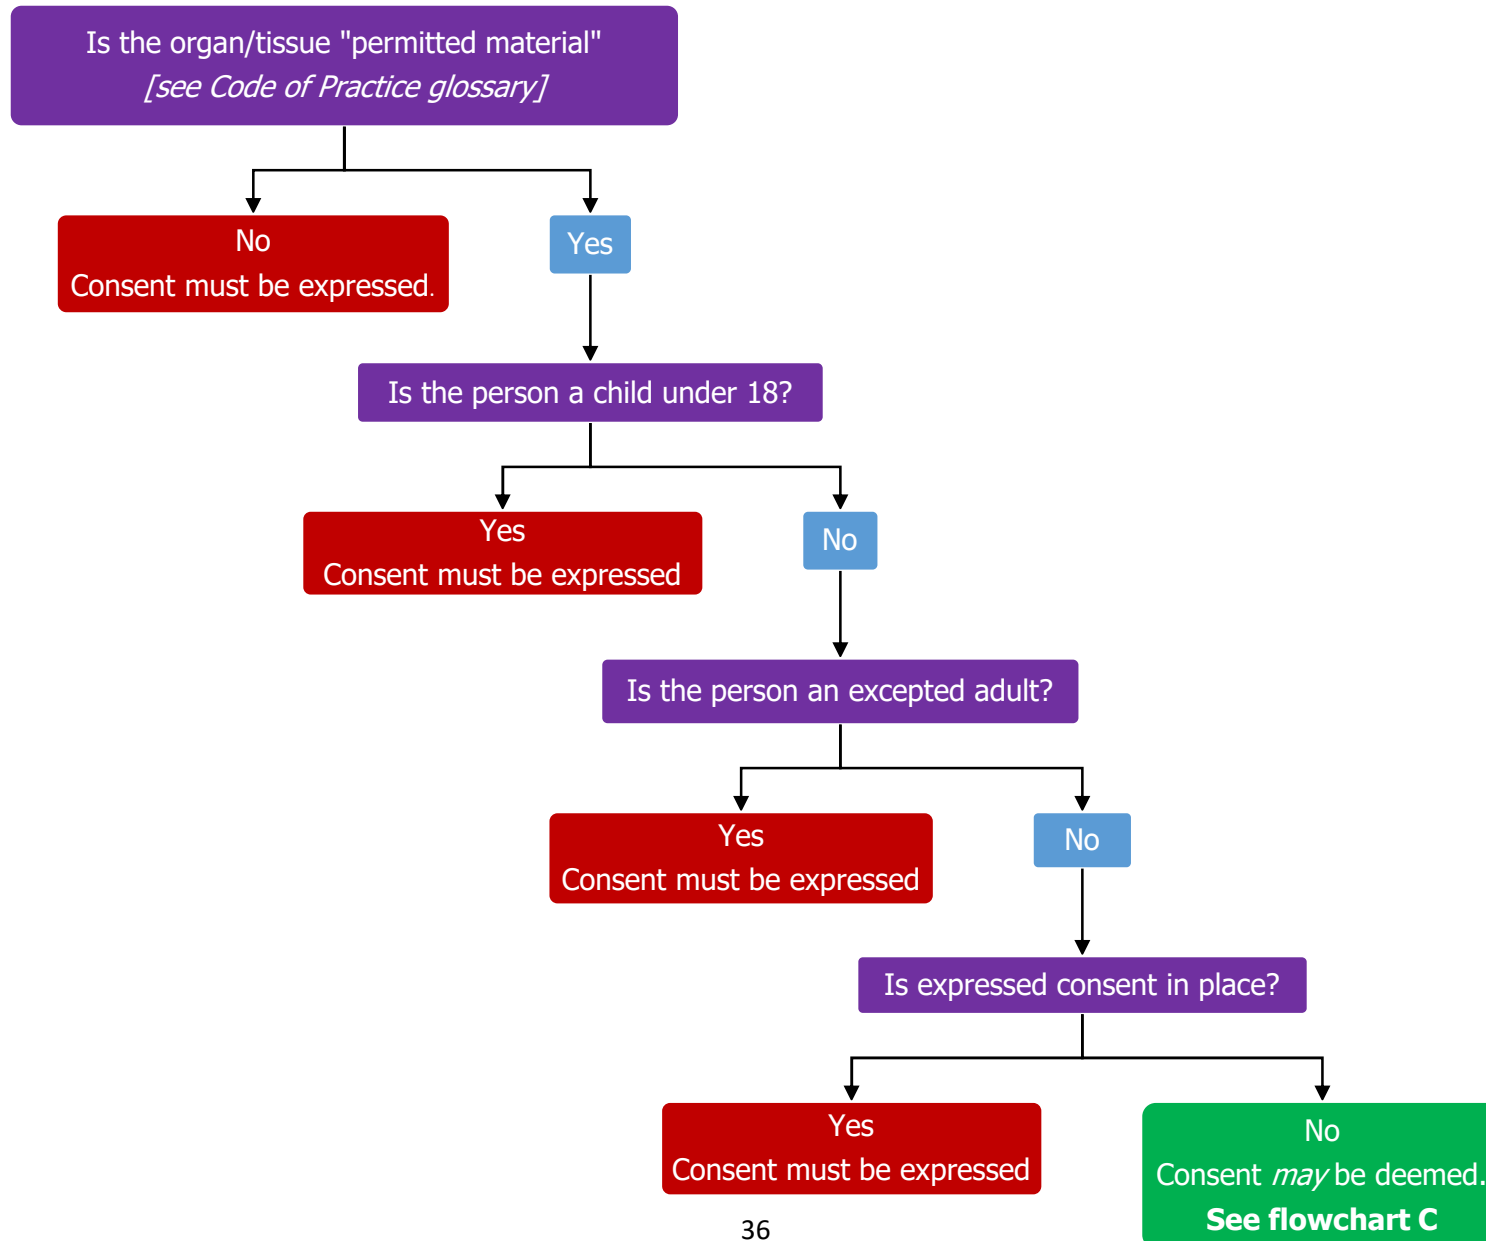 Is the organ/tissue "permitted material"
[see Code of Practice glossary]
No
Consent must be expressed.
Yes
Is the person a child under 18?
Yes
Consent must be expressed
No
Is the person an excepted adult?
Yes
Consent must be expressed
No
Is expressed consent in place?
Yes
Consent must be expressed
No
Consent may be deemed.
See flowchart C
36